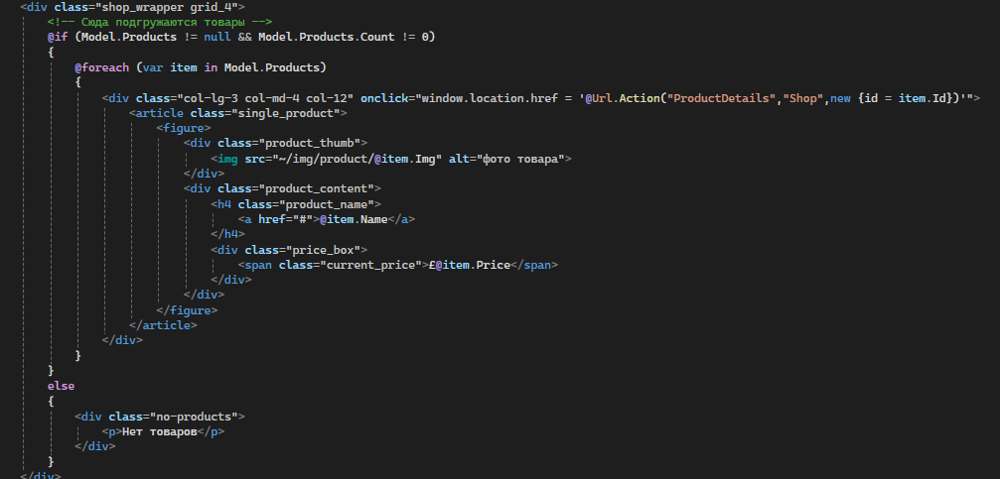 <div class="shop_wrapper grid_4">
<!-- Сюда подгружаются товары -->
@if (Model.Products != null && Model.Products.Count != 0)
{
@foreach (var item in Model.Products)
{
<div class="col-lg-3 col-md-4 col-12" onclick="window.location.href = '@Url.Action("ProductDetails","Shop",new {id = item.Id})'">
<article class="single_product">
<figure>
<div class="product_thumb">
<img src="~/img/product/@item.Img" alt="фото товара">
</div>
<div class="product_content">
<h4 class="product_name">
<a href="#">@item.Name</a>
</h4>
<div class="price_box">
<span class="current_price">£@item.Price</span>
</div>
</div>
</figure>
</article>
</div>
}
}
else
{
<div class="no-products">
<p>Нет товаров</p>
</div>
}
</div>